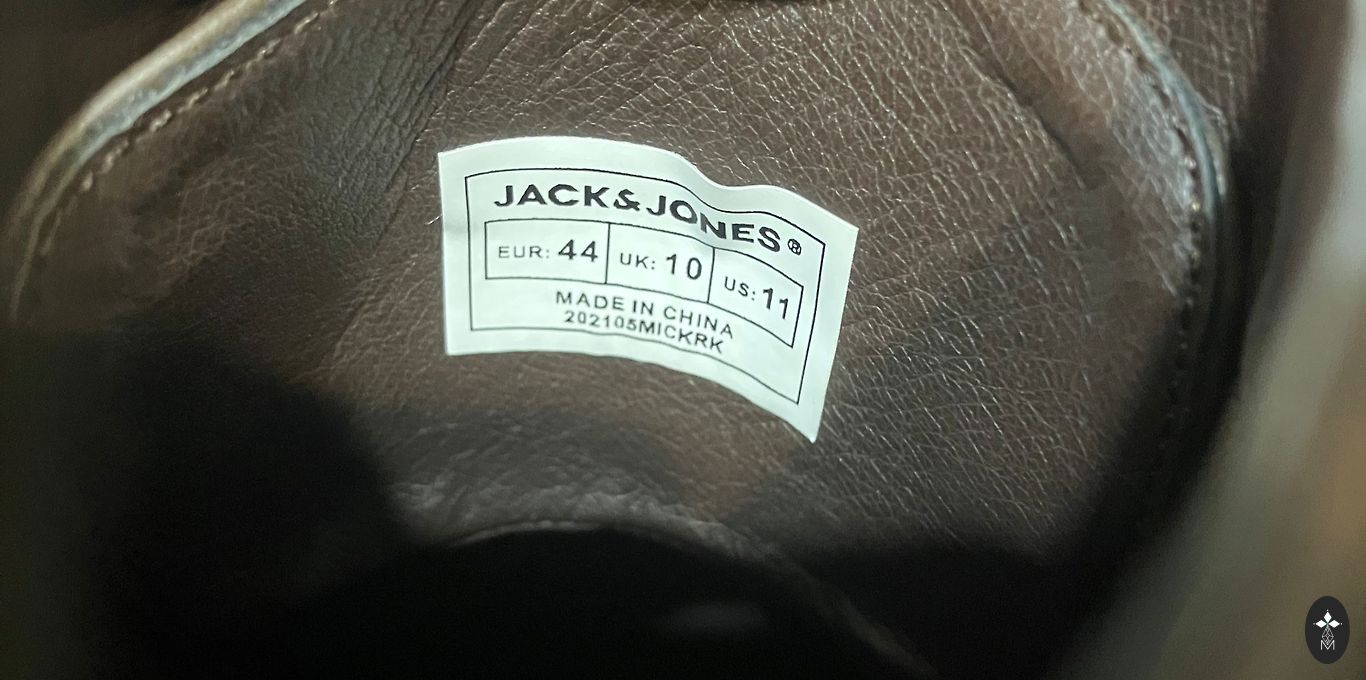 JACK&JONES®
EUR: 44 UK: 10 US: 11
MADE IN CHINA
202105MICKRK
M